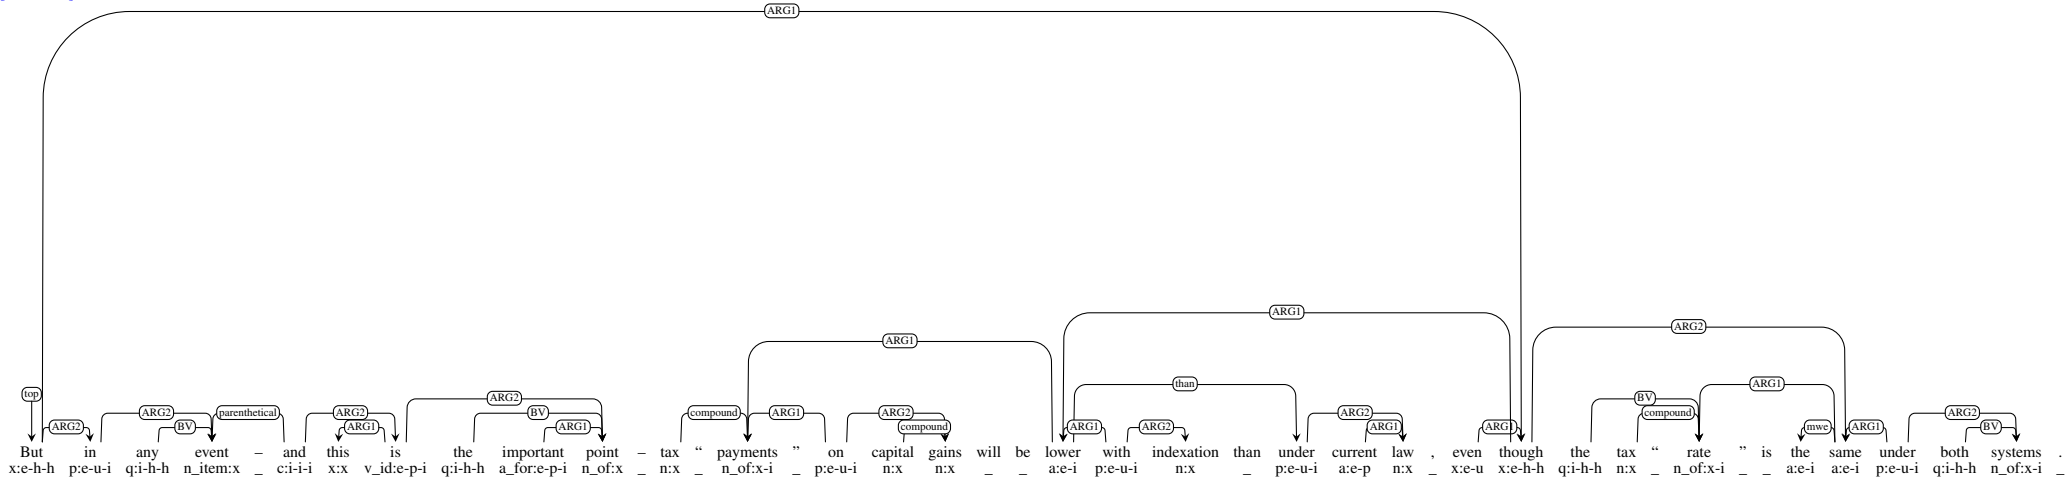 ARG1
ARG1
ARG2
ARG1
top
than
ARG1
ARG2
BV
ARG2
parenthetical
ARG2
BV
compound
ARG1
ARG2
ARG2
compound
ARG2
ARG2
BV
ARG1
ARG1
compound
ARG1
ARG2
ARG1
ARG1
mwe
ARG1
BV
But in any event – and this is the important point – tax “ payments ” on capital gains will be lower with indexation than under current law , even though the tax “ rate ” is the same under both systems .
x:e-h-h p:e-u-i q:i-h-h n_item:x _ c:i-i-i x:x v_id:e-p-i q:i-h-h a_for:e-p-i n_of:x _ n:x _ n_of:x-i _ p:e-u-i n:x n:x _ _ a:e-i p:e-u-i n:x _ p:e-u-i a:e-p n:x _ x:e-u x:e-h-h q:i-h-h n:x _ n_of:x-i _ _ a:e-i a:e-i p:e-u-i q:i-h-h n_of:x-i _